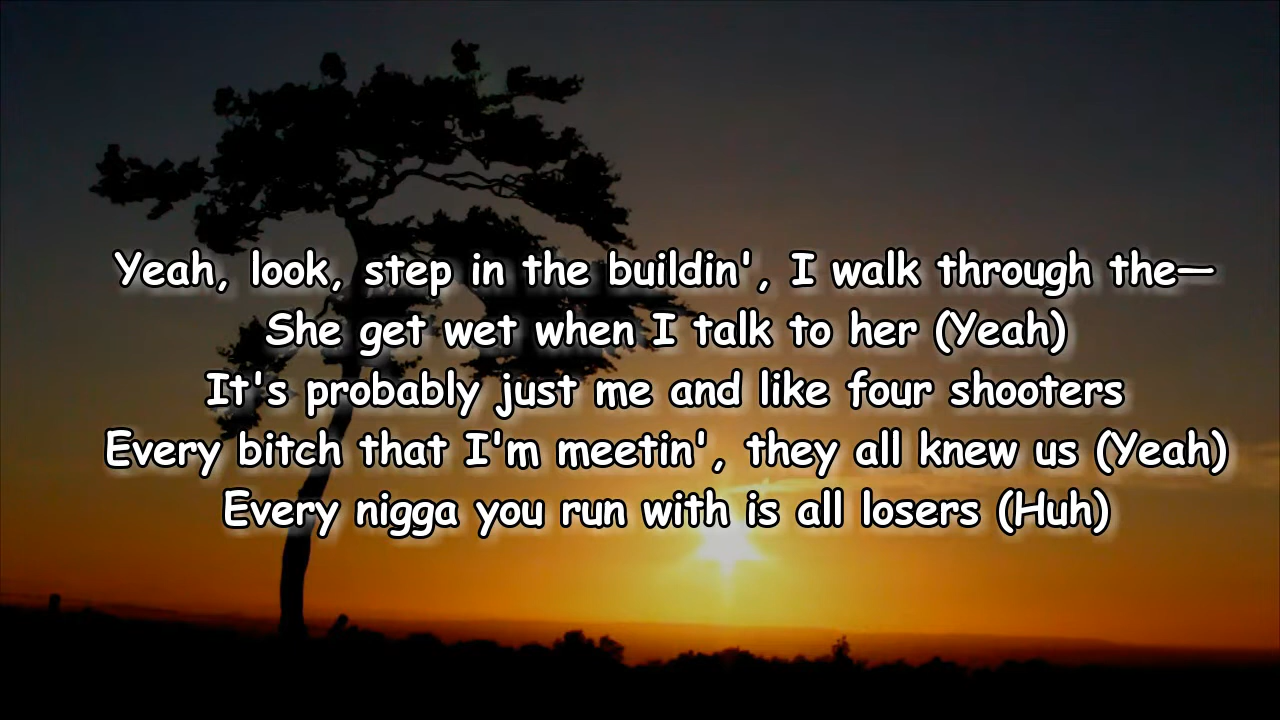 Yeah, look, step in the buildin', I walk through the—
She get wet when I talk to her (Yeah)
It's probably just me and like four shooters
Every bitch that I'm meetin', they all knew us (Yeah)
Every nigga you run with is all losers (Huh)